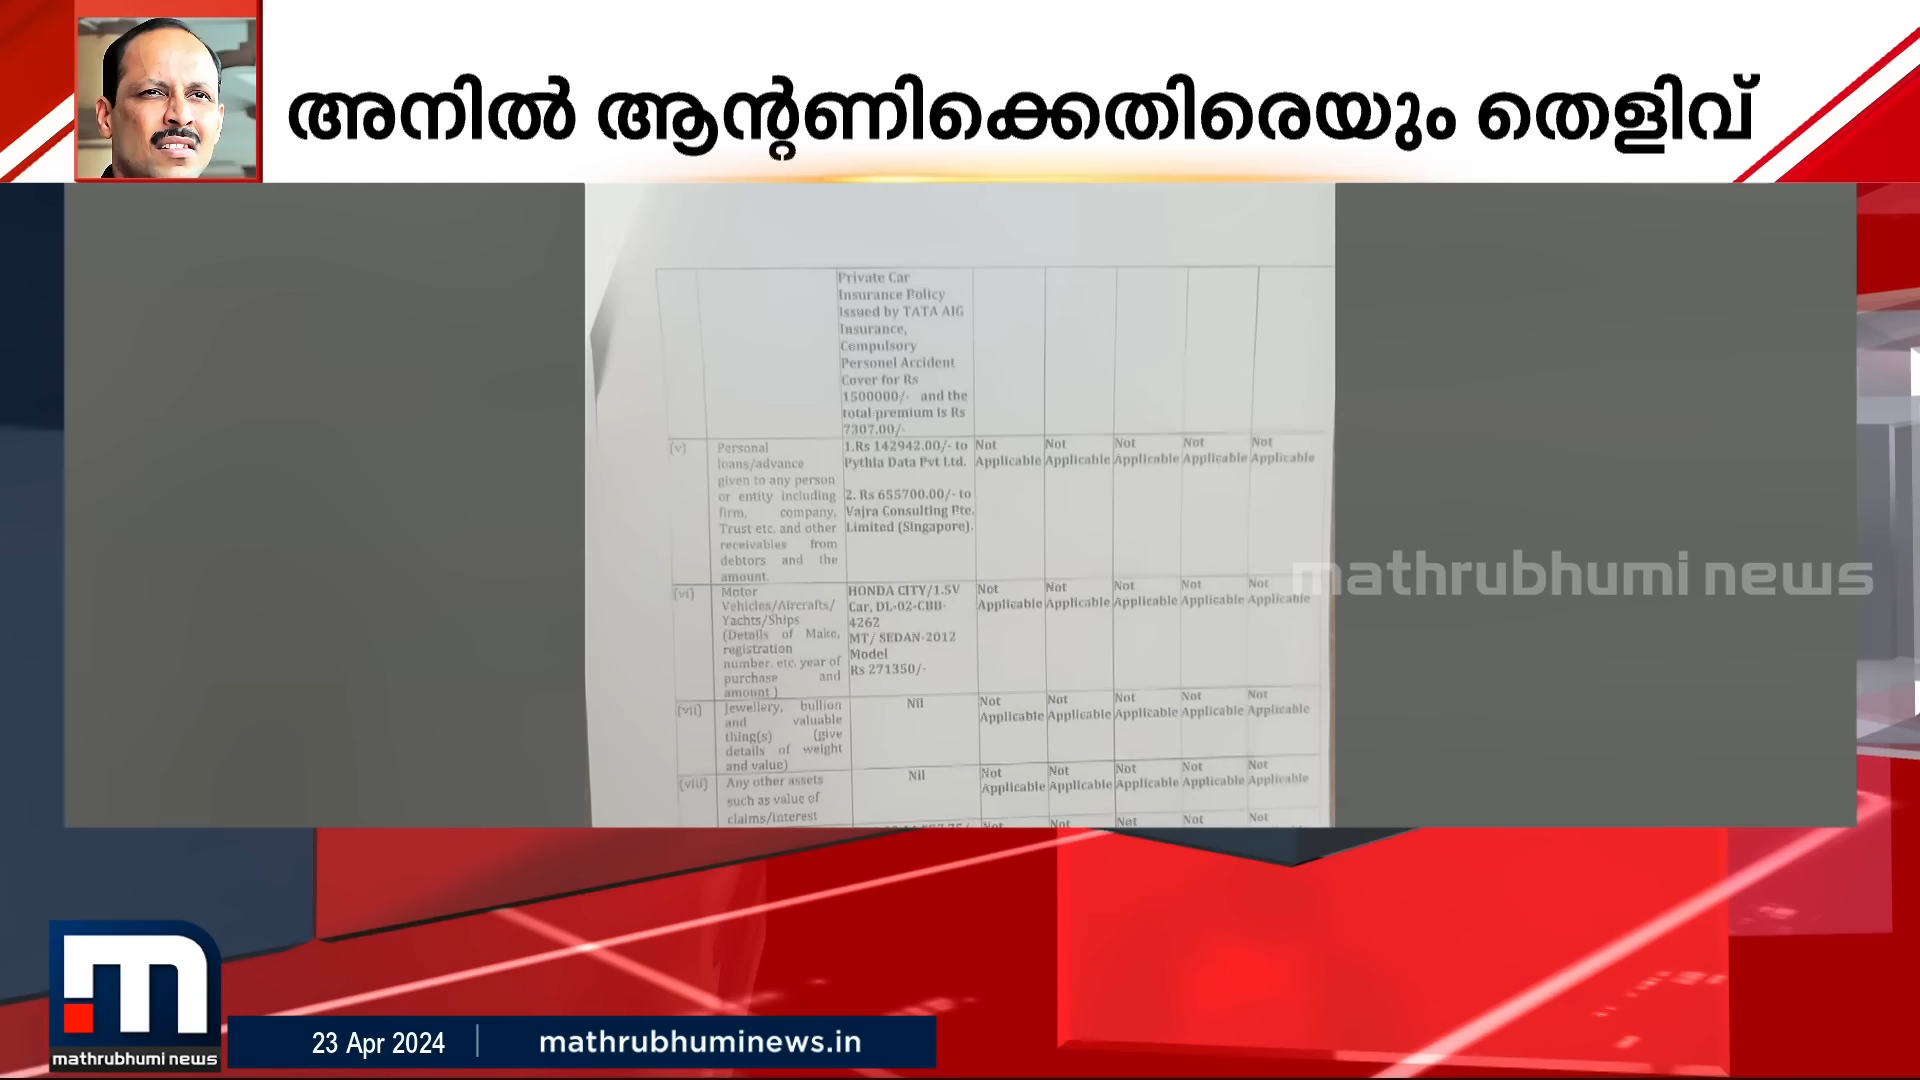 അനിൽ ആന്റണിക്കെതിരെയും തെളിവ്
Private Car
Insurance Policy
Issued by TATA AIG
Insurance,
Compulsory
Personel Accident
Cover for Rs
1500000/- and the
total premium is Rs
7307.00/-
(v) Personal loans/advance given to any person or entity including firm, company, Trust etc. and other receivables from debtors and the amount.
1.Rs 142942.00/- to
Pythia Data Pvt Ltd.
2. Rs 655700.00/- to
Vajra Consulting Pte.
Limited (Singapore).
Not Applicable Not Applicable Not Applicable Not Applicable Not Applicable
(vi) Motor Vehicles/Aircrafts/ Yachts/Ships (Details of Make, registration number. etc. year of purchase and amount )
HONDA CITY/1.5V
Car, DL-02-CBB-
4262
MT/ SEDAN-2012
Model
Rs 271350/-
Not Applicable Not Applicable Not Applicable Not Applicable Not Applicable
(vii) Jewellery, bullion and valuable thing(s) (give details of weight and value)
Nil
Not Applicable Not Applicable Not Applicable Not Applicable Not Applicable
(viii) Any other assets such as value of claims/interest
Nil
Not Applicable Not Applicable Not Applicable Not Applicable Not Applicable
Not Not Not Not Not
mathrubhumi news
mathrubhumi news
23 Apr 2024
mathrubhuminews.in